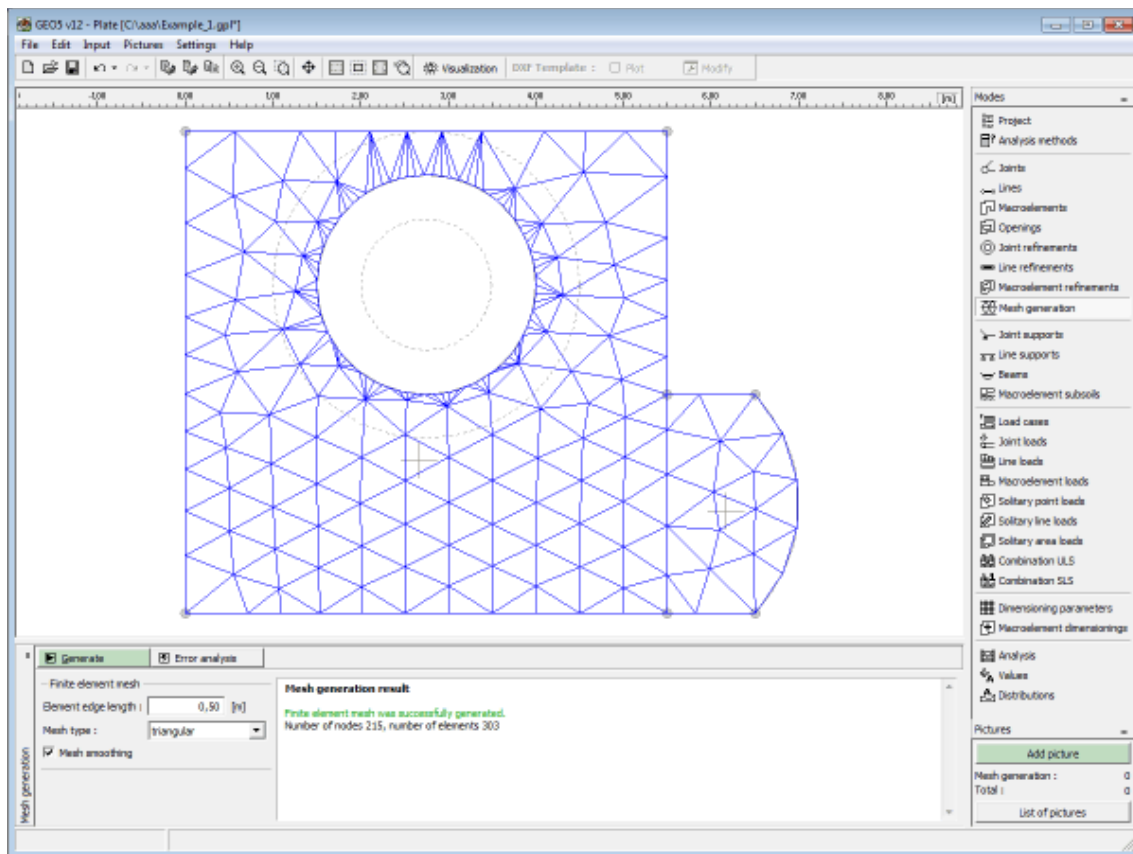 GEO5 v12 - Plate [C:\aaa\Example_1.gpl*]
File Edit Input Pictures Settings Help
Visualization DXF Template : Plot Modify
-1,00 0,00 1,00 2,00 3,00 4,00 5,00 6,00 7,00 8,00 [m]
Modes
Project
Analysis methods
Joints
Lines
Macroelements
Openings
Joint refinements
Line refinements
Macroelement refinements
Mesh generation
Joint supports
Line supports
Beams
Macroelement subsoils
Load cases
Joint loads
Line loads
Macroelement loads
Solitary point loads
Solitary line loads
Solitary area loads
Combination ULS
Combination SLS
Dimensioning parameters
Macroelement dimensionings
Analysis
Values
Distributions
Pictures
Add picture
Mesh generation : 0
Total : 0
List of pictures
Mesh generation
Generate Error analysis
Finite element mesh
Element edge length : 0,50 [m]
Mesh type : triangular
Mesh smoothing
Mesh generation result
Finite element mesh was successfully generated.
Number of nodes 215, number of elements 303